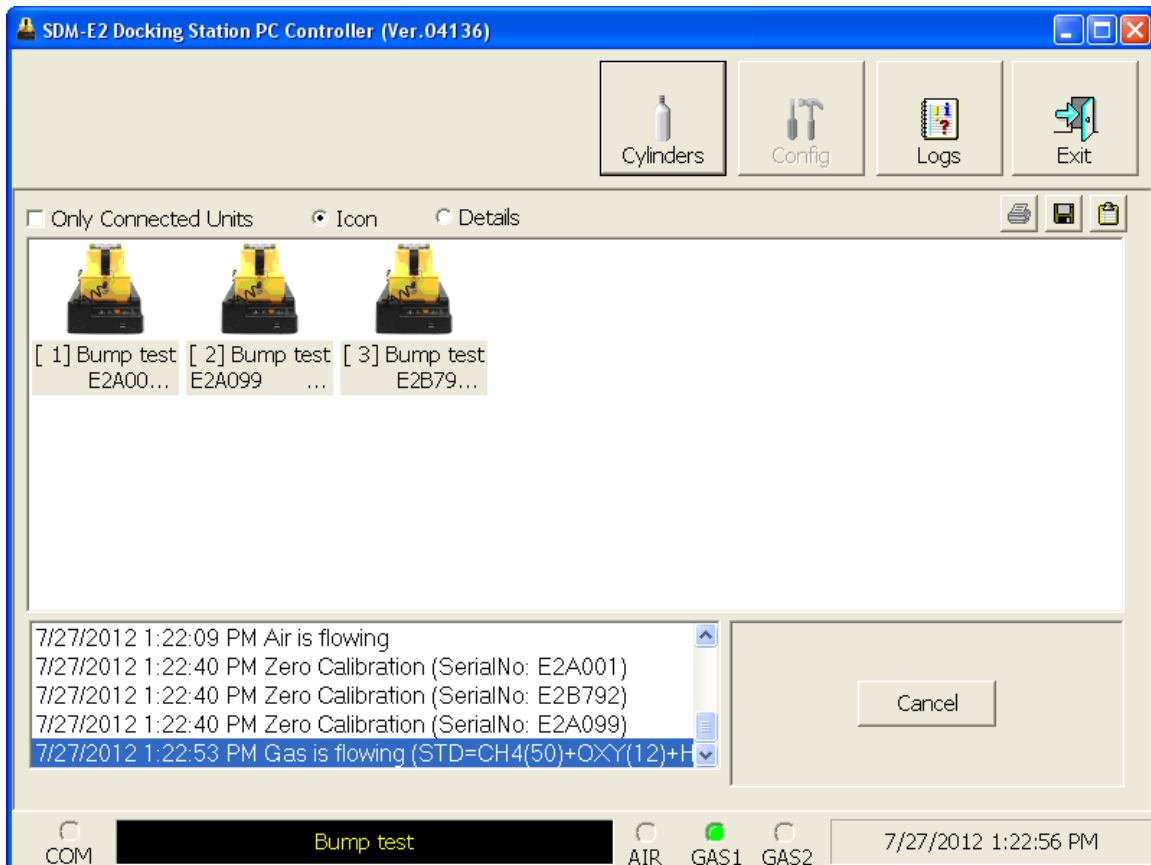 SDM-E2 Docking Station PC Controller (Ver.04136)
Cylinders
Config
Logs
Exit
Only Connected Units
Icon
Details
[ 1] Bump test
E2A00...
[ 2] Bump test
E2A099 ...
[ 3] Bump test
E2B79...
7/27/2012 1:22:09 PM Air is flowing
7/27/2012 1:22:40 PM Zero Calibration (SerialNo: E2A001)
7/27/2012 1:22:40 PM Zero Calibration (SerialNo: E2B792)
7/27/2012 1:22:40 PM Zero Calibration (SerialNo: E2A099)
7/27/2012 1:22:53 PM Gas is flowing (STD=CH4(50)+OXY(12)+H
Cancel
COM
Bump test
AIR
GAS1
GAS2
7/27/2012 1:22:56 PM